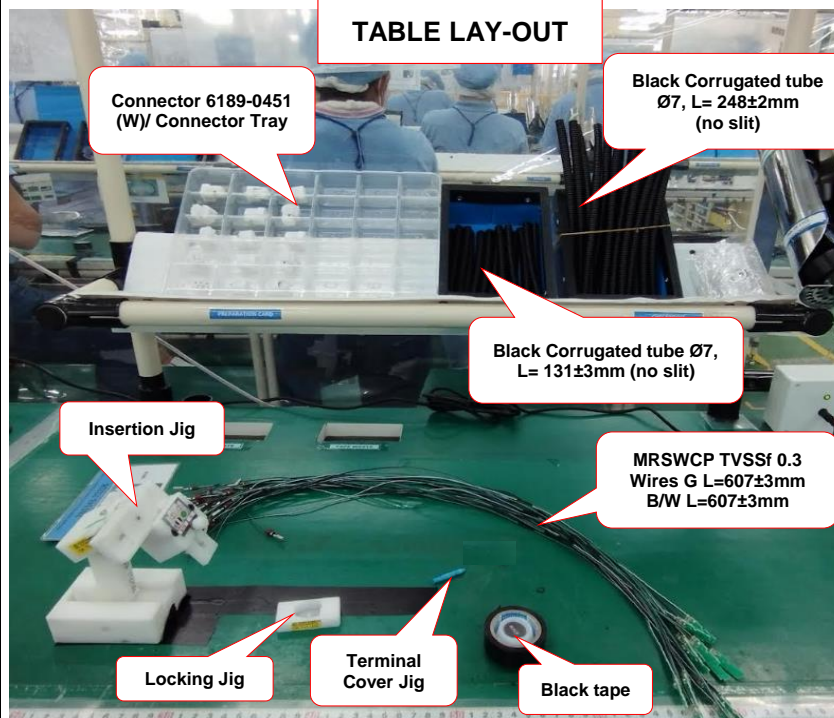 TABLE LAY-OUT
Connector 6189-0451
(W)/ Connector Tray
Black Corrugated tube
Ø7, L= 248±2mm
(no slit)
PREPARATION CARD
Black Corrugated tube Ø7,
L= 131±3mm (no slit)
Insertion Jig
MRSWCP TVSSf 0.3
Wires G L=607±3mm
B/W L=607±3mm
Locking Jig
Terminal
Cover Jig
Black tape